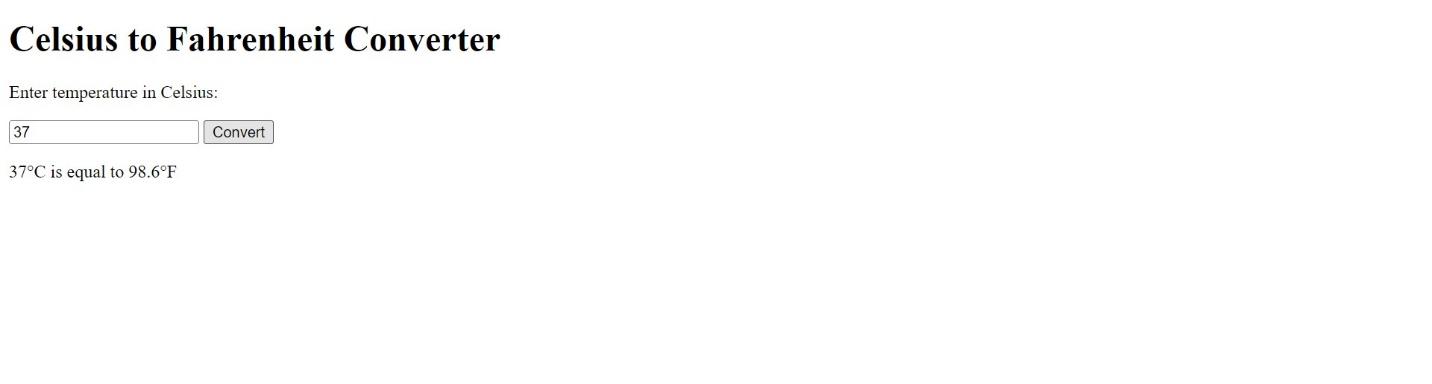 Celsius to Fahrenheit Converter
Enter temperature in Celsius:
37 Convert
37°C is equal to 98.6°F